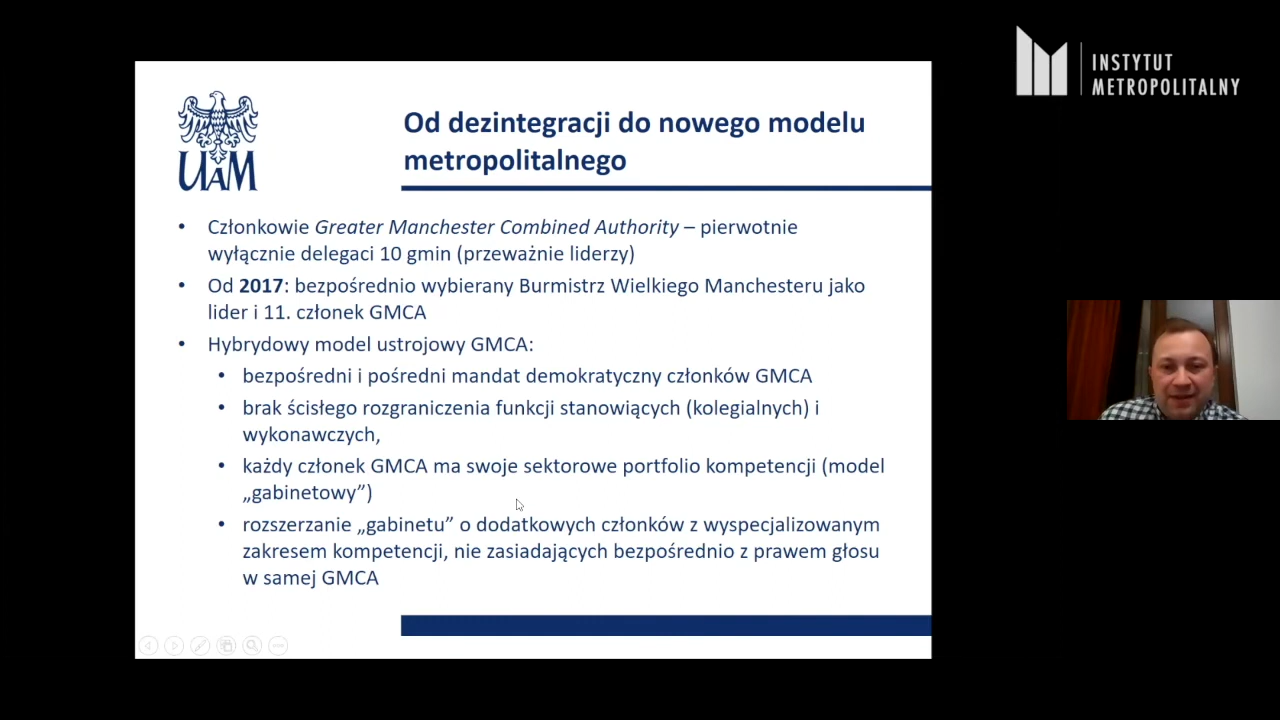 INSTYTUT
METROPOLITALNY
UAM
Od dezintegracji do nowego modelu
metropolitalnego
• Członkowie Greater Manchester Combined Authority – pierwotnie
wyłącznie delegaci 10 gmin (przeważnie liderzy)
• Od 2017: bezpośrednio wybierany Burmistrz Wielkiego Manchesteru jako
lider i 11. członek GMCA
• Hybrydowy model ustrojowy GMCA:
• bezpośredni i pośredni mandat demokratyczny członków GMCA
• brak ścisłego rozgraniczenia funkcji stanowiących (kolegialnych) i
wykonawczych,
• każdy członek GMCA ma swoje sektorowe portfolio kompetencji (model
„gabinetowy”)
• rozszerzanie „gabinetu” o dodatkowych członków z wyspecjalizowanym
zakresem kompetencji, nie zasiadających bezpośrednio z prawem głosu
w samej GMCA